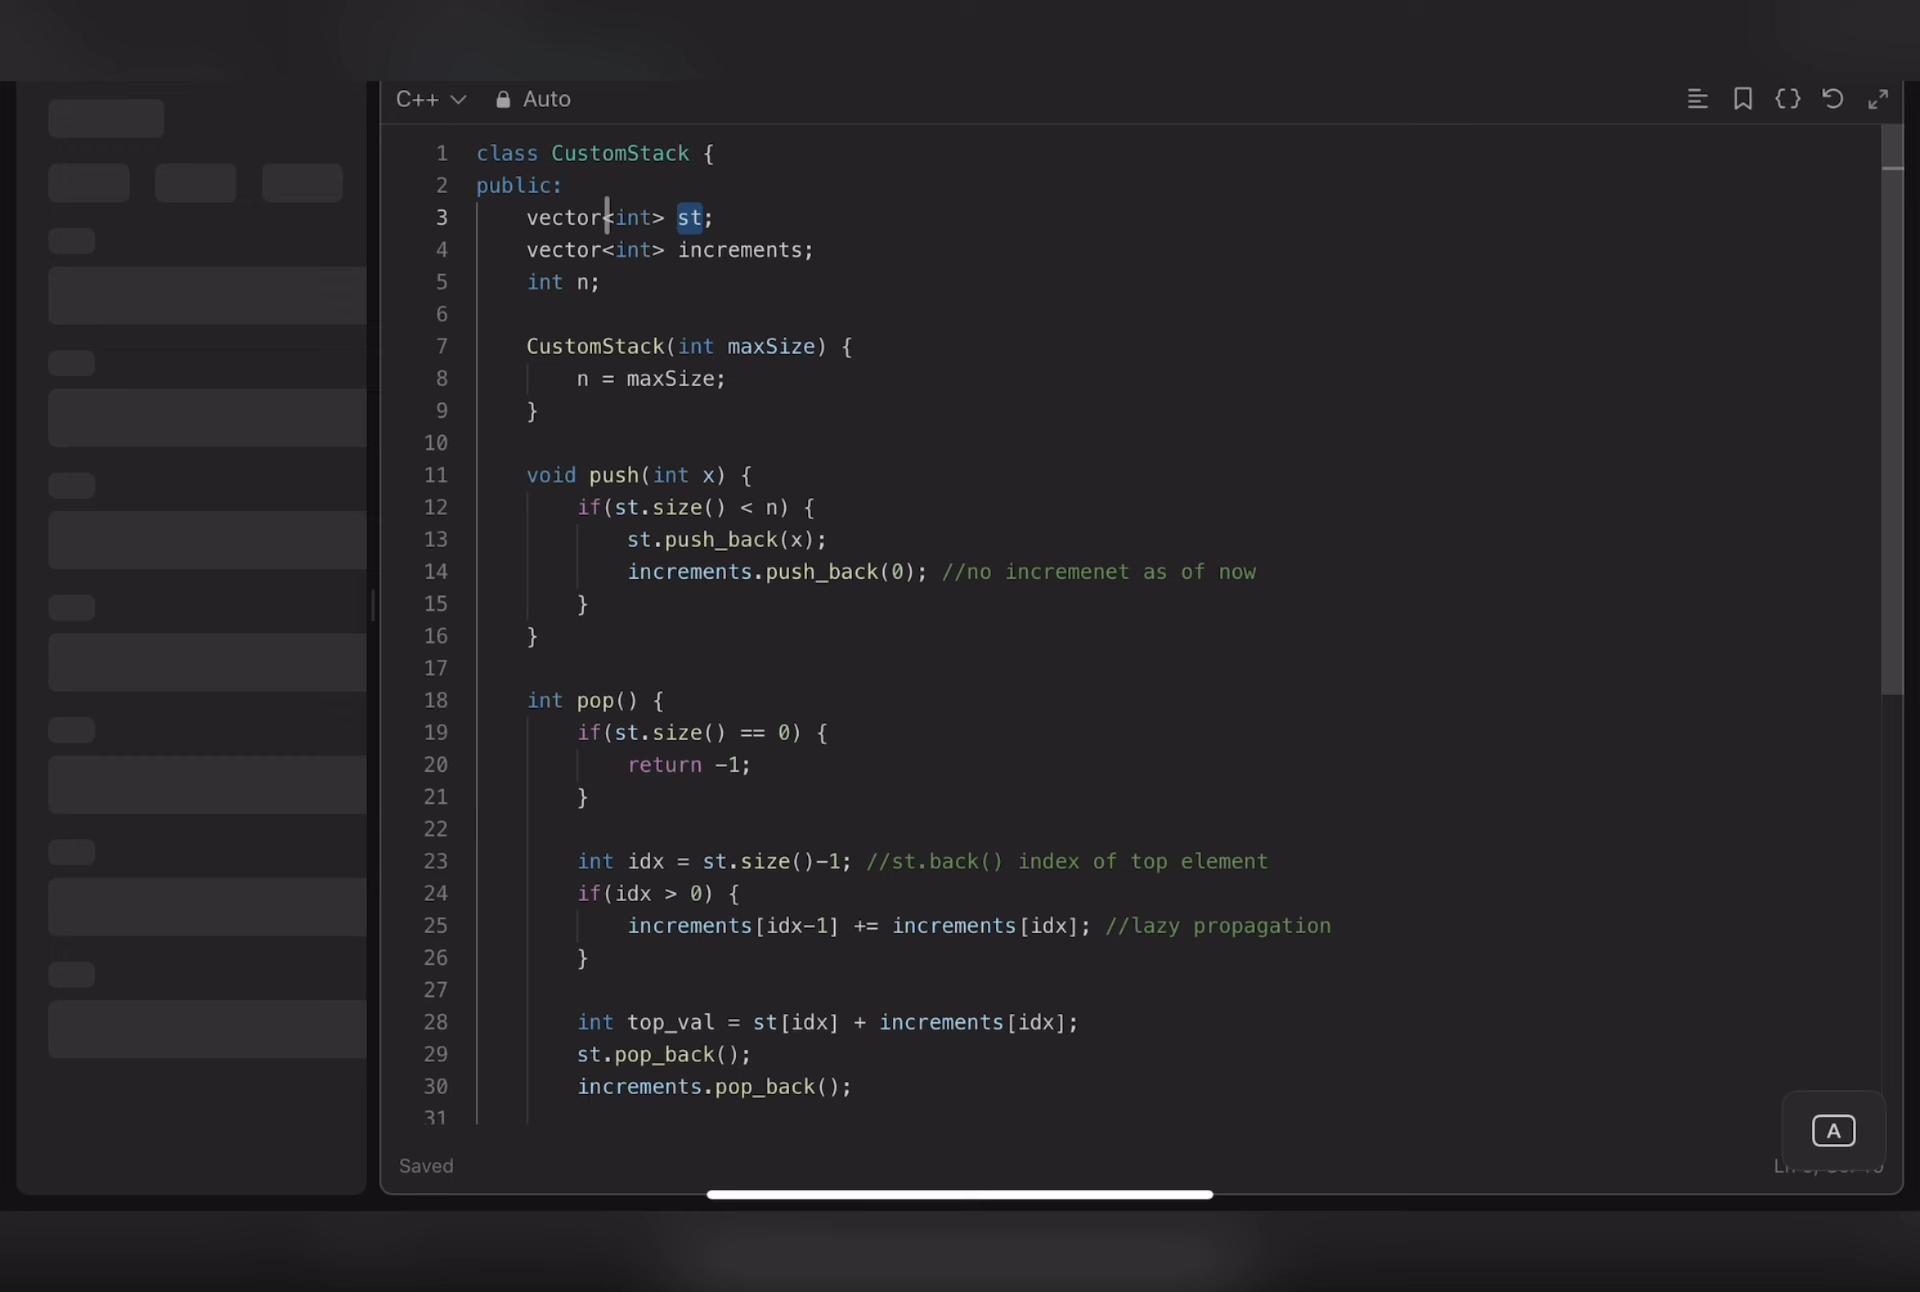 C++ Auto
1 class CustomStack {
2 public:
3 vector<int> st;
4 vector<int> increments;
5 int n;
6
7 CustomStack(int maxSize) {
8 n = maxSize;
9 }
10
11 void push(int x) {
12 if(st.size() < n) {
13 st.push_back(x);
14 increments.push_back(0); //no incremenet as of now
15 }
16 }
17
18 int pop() {
19 if(st.size() == 0) {
20 return -1;
21 }
22
23 int idx = st.size()-1; //st.back() index of top element
24 if(idx > 0) {
25 increments[idx-1] += increments[idx]; //lazy propagation
26 }
27
28 int top_val = st[idx] + increments[idx];
29 st.pop_back();
30 increments.pop_back();
31
A
Saved